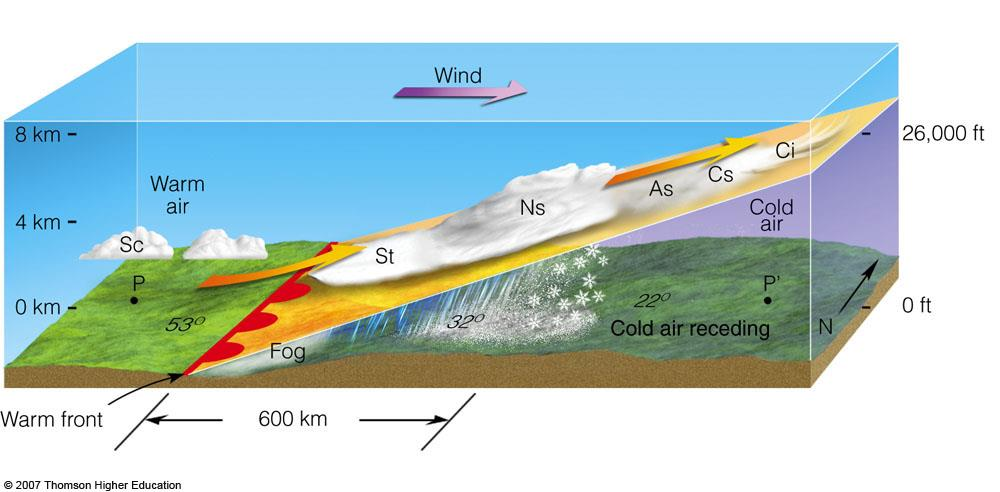 Wind
8 km
26,000 ft
Ci
Warm
air
Cs
As
Ns
Cold
air
4 km
Sc
St
P
P'
0 km
22°
0 ft
53°
32°
Cold air receding
N
Fog
Warm front
600 km
© 2007 Thomson Higher Education